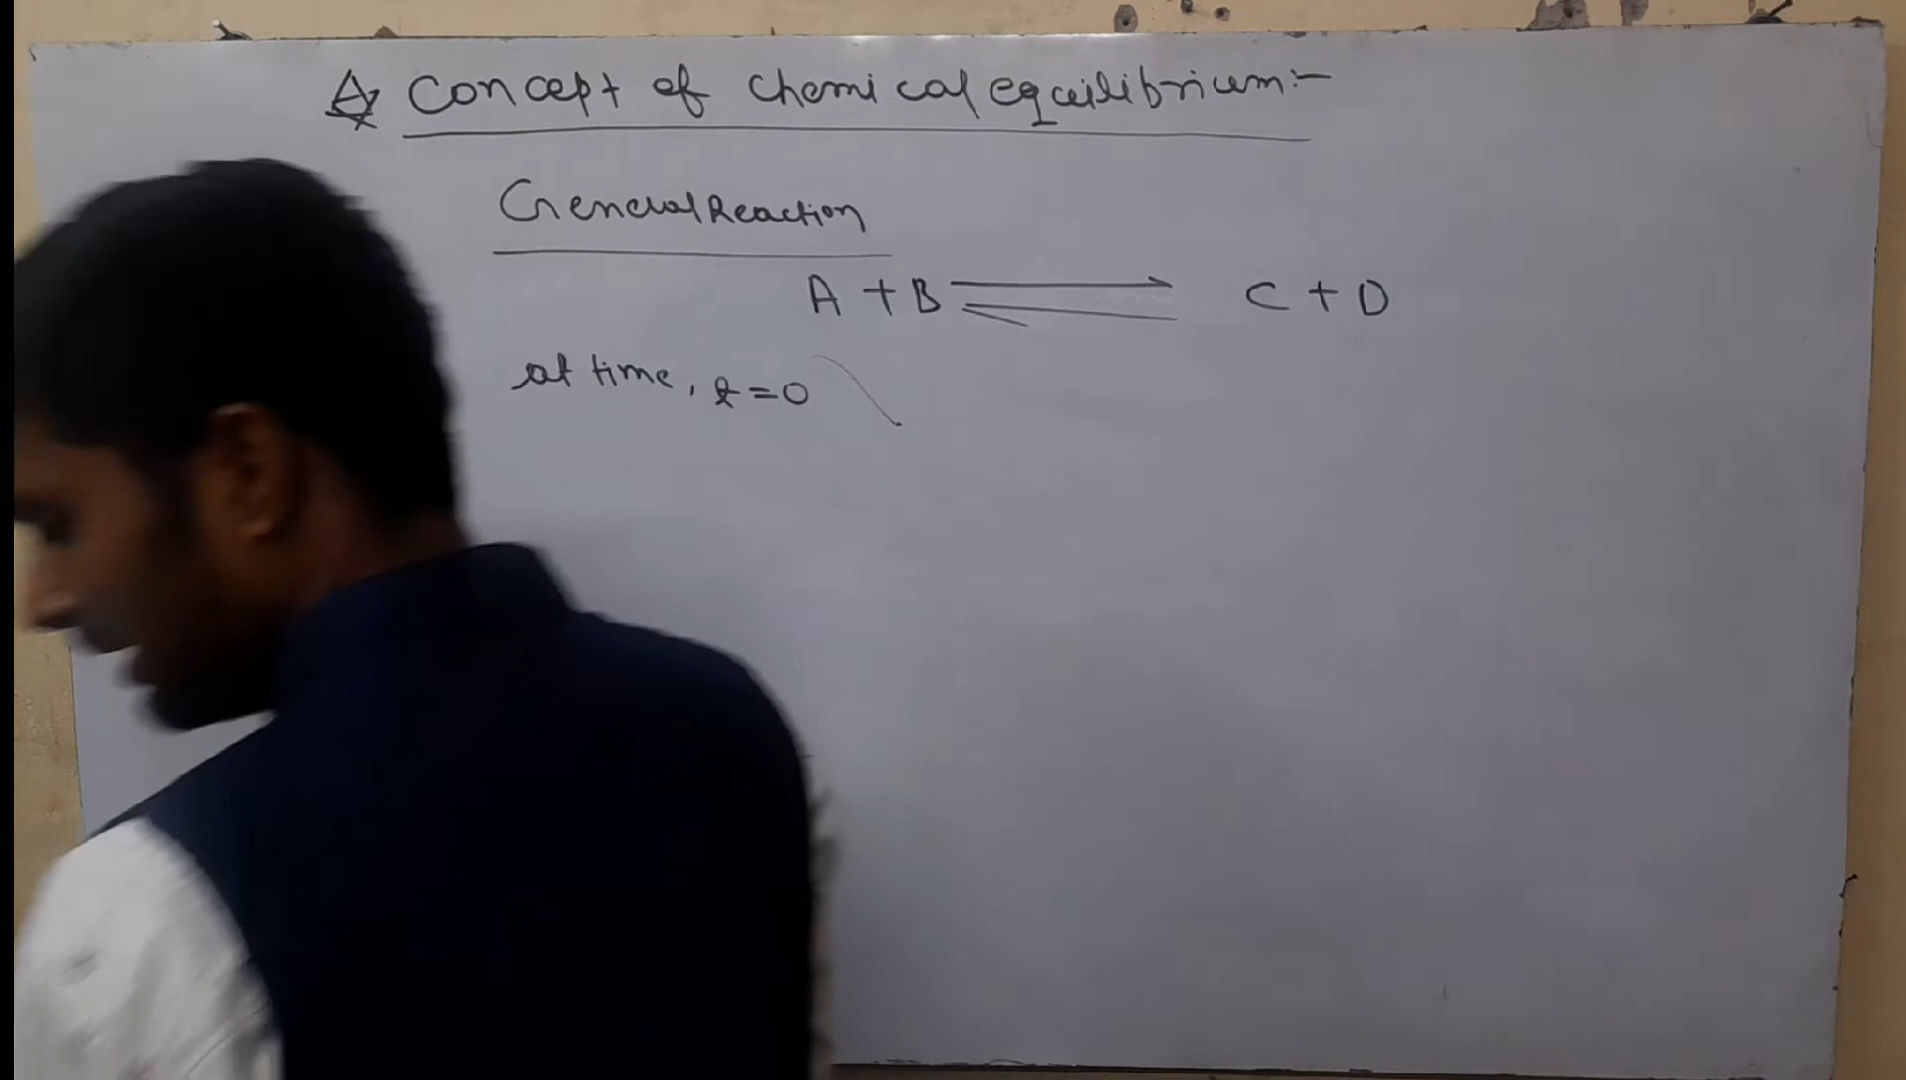 Concept of chemical equilibrium:-
General Reaction
A + B ⇌ C + D
at time, t=0